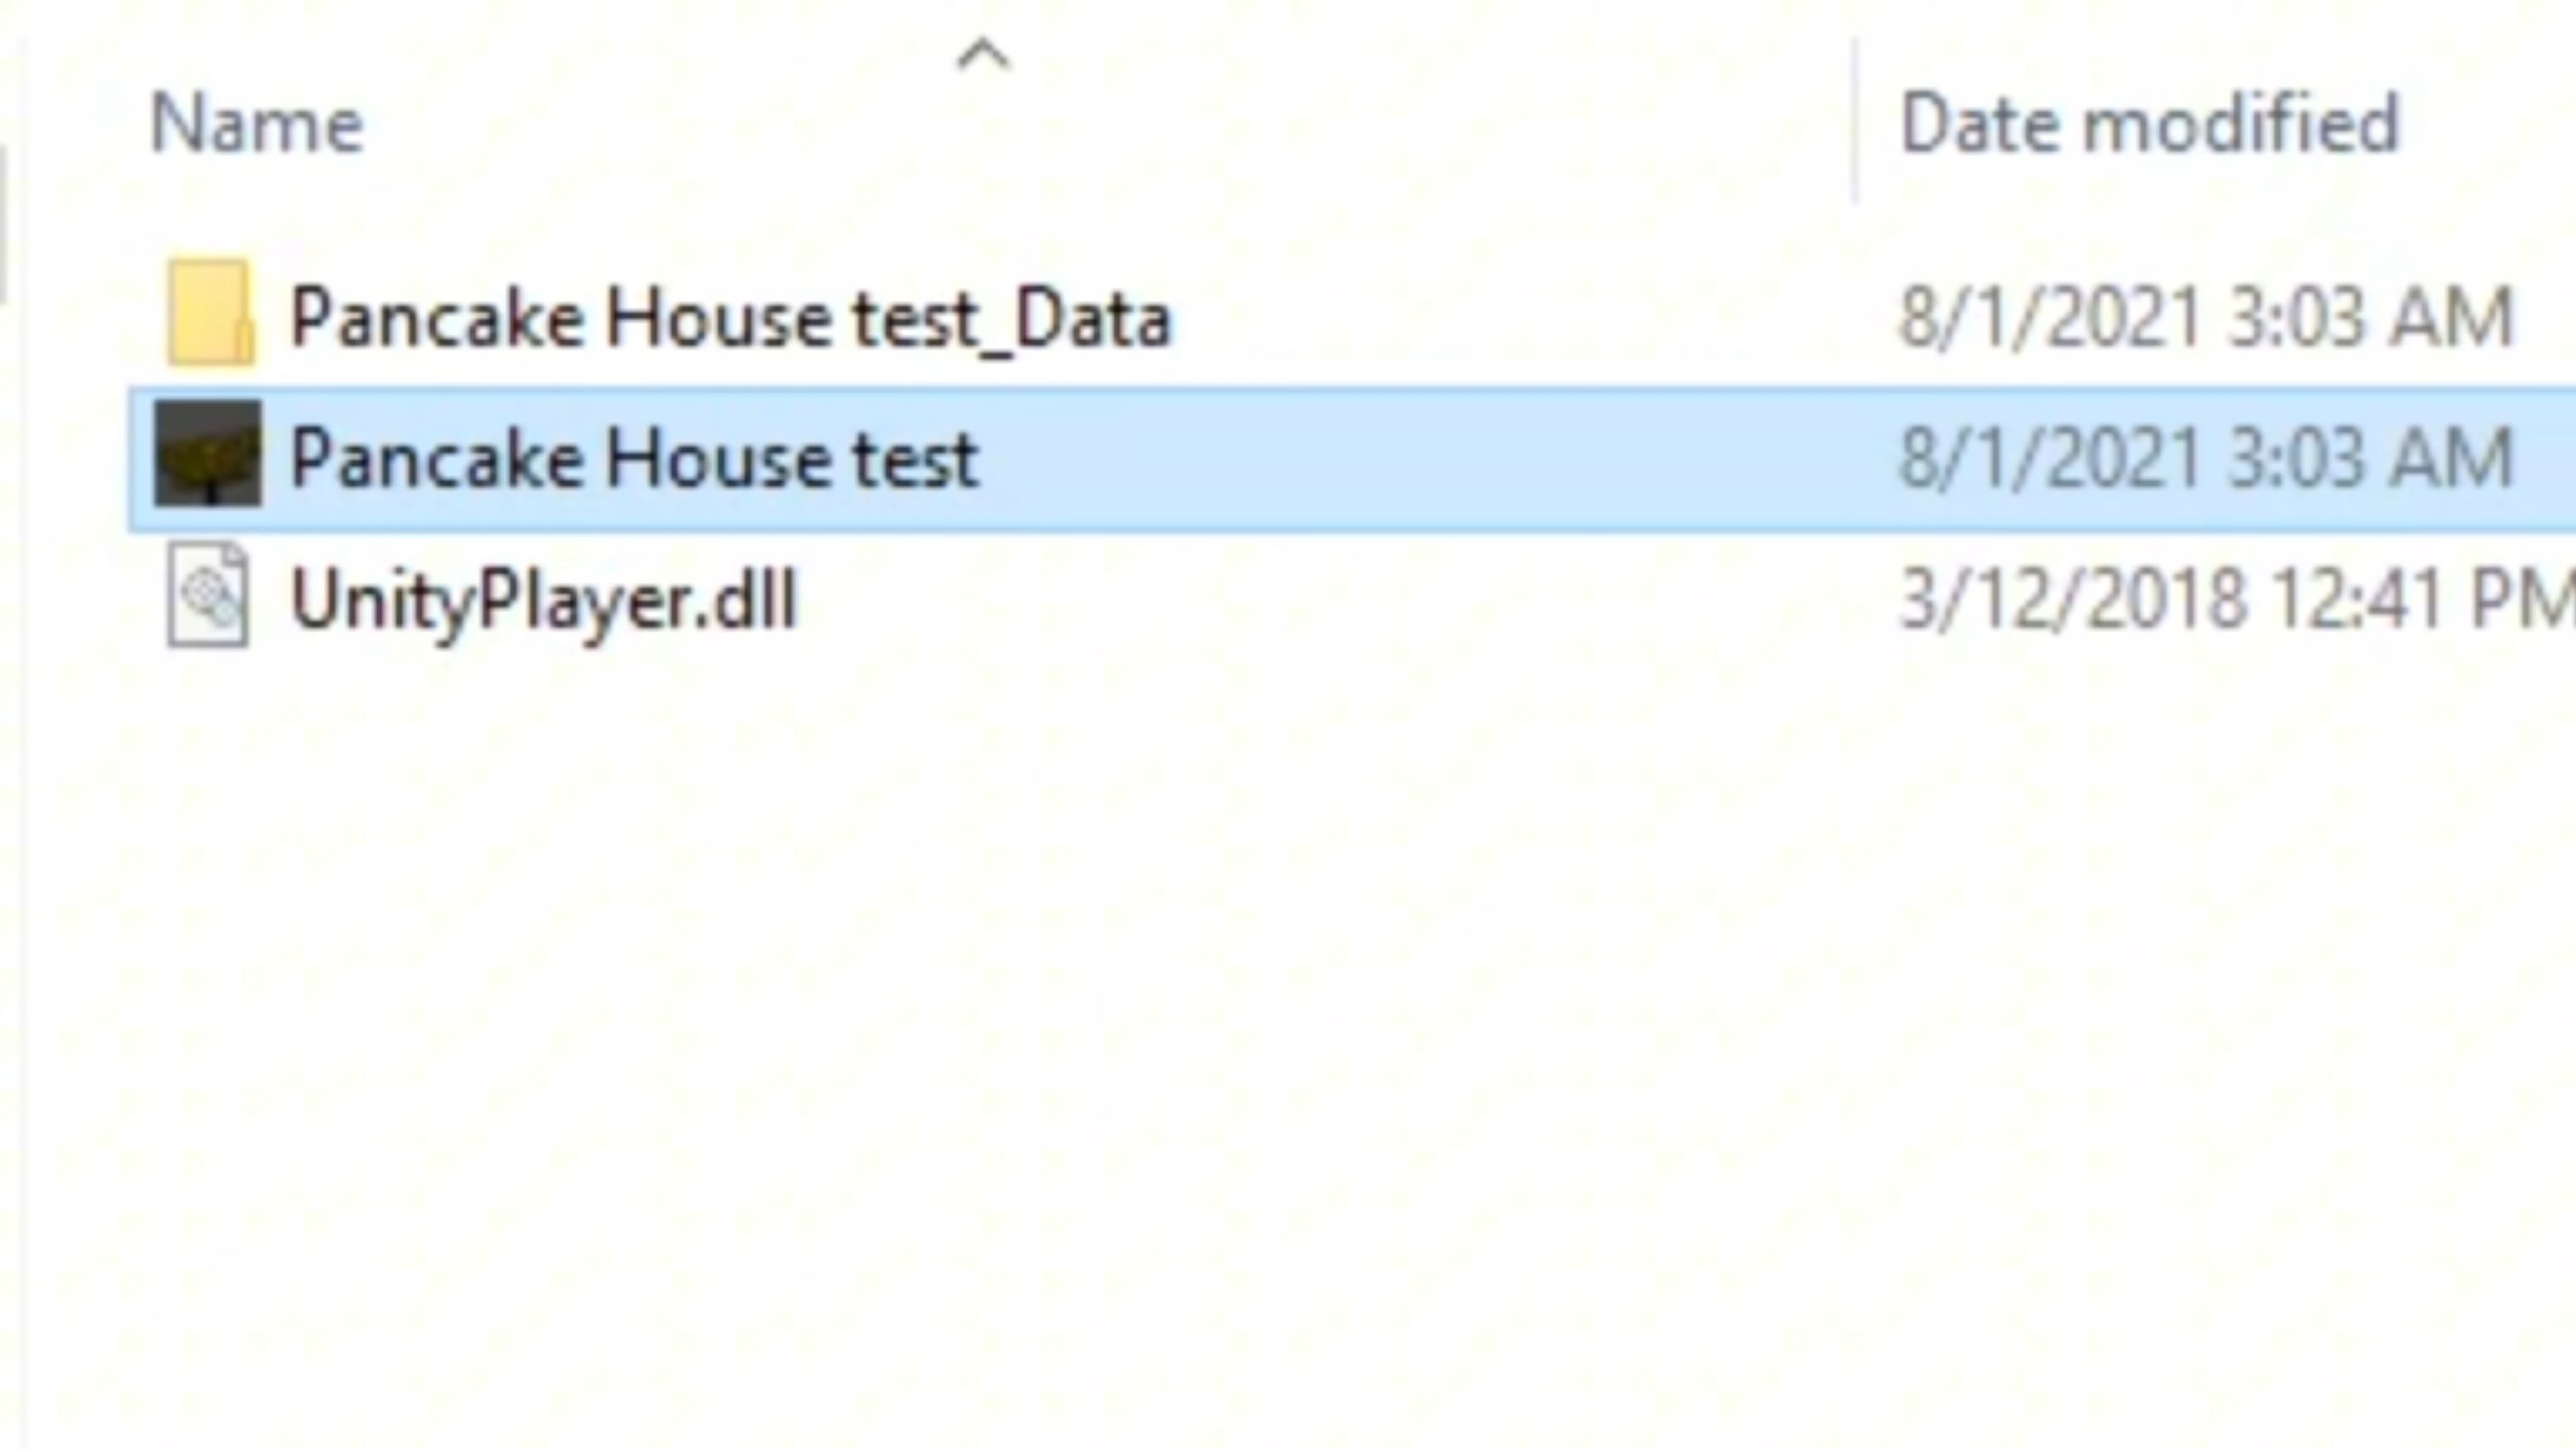 Name Date modified
Pancake House test_Data 8/1/2021 3:03 AM
Pancake House test 8/1/2021 3:03 AM
UnityPlayer.dll 3/12/2018 12:41 PM